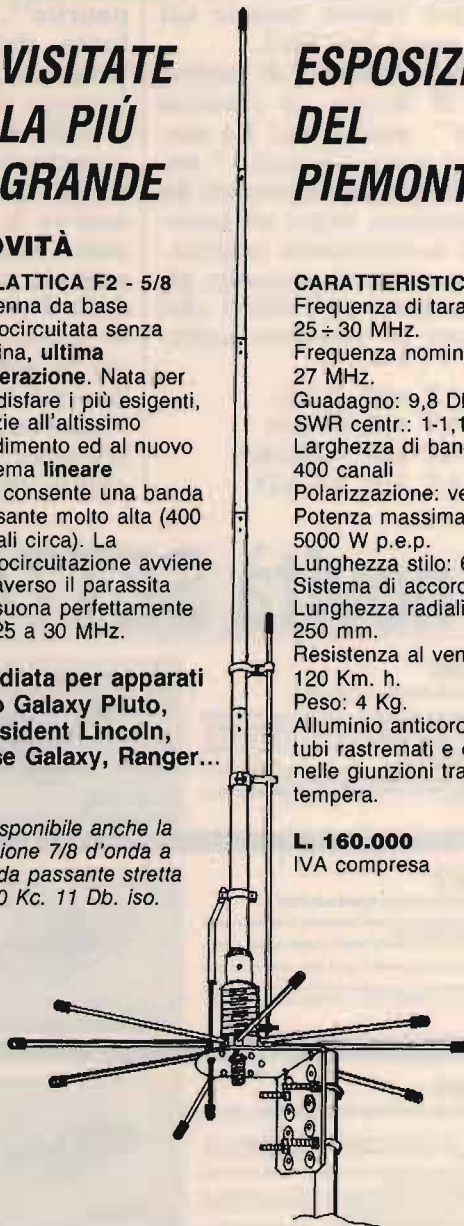 VISITATE
LA PIÚ
GRANDE
OVITÀ
LATTICA F2 - 5/8
enna da base
ocircuitata senza
ina, ultima
erazione. Nata per
disfare i più esigenti,
zie all'altissimo
dimento ed al nuovo
ema lineare
consente una banda
sante molto alta (400
ali circa). La
ocircuitazione avviene
averso il parassita
suona perfettamente
25 a 30 MHz.
diata per apparati
o Galaxy Pluto,
sident Lincoln,
se Galaxy, Ranger...
sponibile anche la
sione 7/8 d'onda a
da passante stretta
0 Kc. 11 Db. iso.
ESPOSIZI
DEL
PIEMONT
CARATTERISTIC
Frequenza di tara
25÷30 MHz.
Frequenza nomin
27 MHz.
Guadagno: 9,8 D
SWR centr.: 1-1,1
Larghezza di ban
400 canali
Polarizzazione: ve
Potenza massima
5000 W p.e.p.
Lunghezza stilo: 6
Sistema di accord
Lunghezza radiali
250 mm.
Resistenza al ven
120 Km. h.
Peso: 4 Kg.
Alluminio anticoro
tubi rastremati e
nelle giunzioni tra
tempera.
L. 160.000
IVA compresa